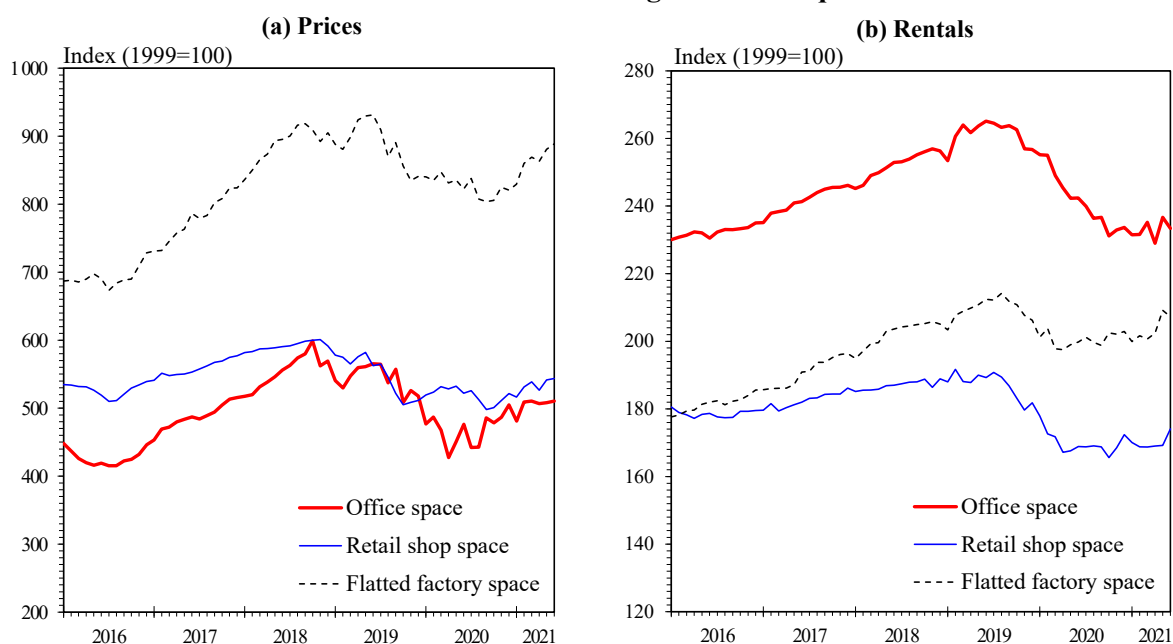 (a) Prices
Index (1999=100)
1 000
900
800
700
600
500
400
300
200
Office space
Retail shop space
Flatted factory space
2016 2017 2018 2019 2020 2021
(b) Rentals
Index (1999=100)
280
260
240
220
200
180
160
140
120
Office space
Retail shop space
Flatted factory space
2016 2017 2018 2019 2020 2021